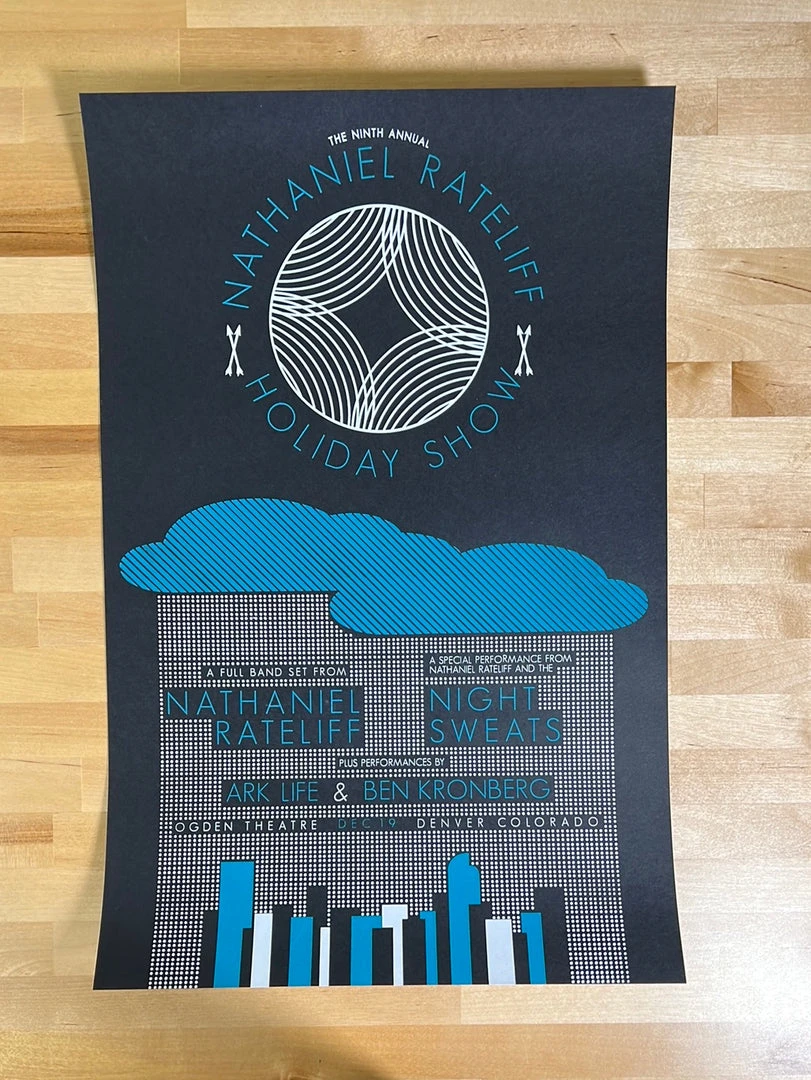 THE NINTH ANNUAL
NATHANIEL RATELIFF
HOLIDAY SHOW
A FULL BAND SET FROM
NATHANIEL
RATELIFF
A SPECIAL PERFORMANCE FROM
NATHANIEL RATELIFF AND THE
NIGHT
SWEATS
PLUS PERFORMANCES BY
ARK LIFE & BEN KRONBERG
OGDEN THEATRE DEC 19 DENVER COLORADO